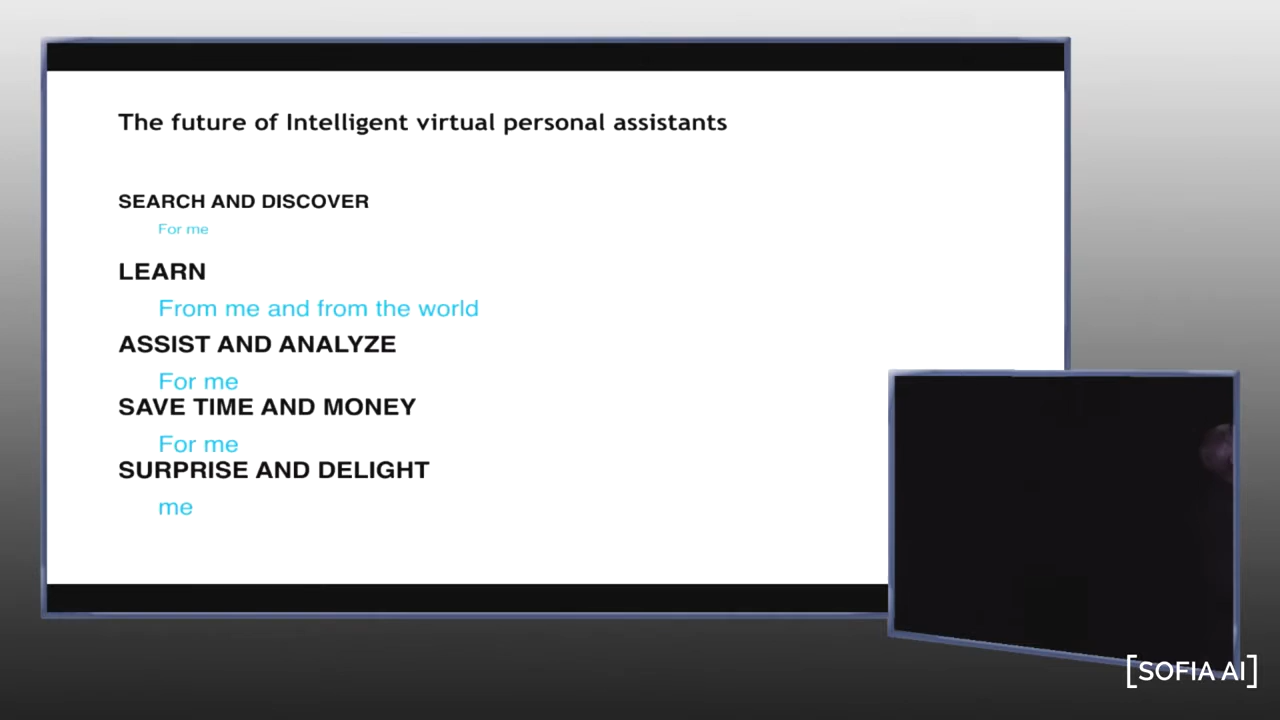 The future of Intelligent virtual personal assistants
SEARCH AND DISCOVER
For me
LEARN
From me and from the world
ASSIST AND ANALYZE
For me
SAVE TIME AND MONEY
For me
SURPRISE AND DELIGHT
me
[SOFIA AI]